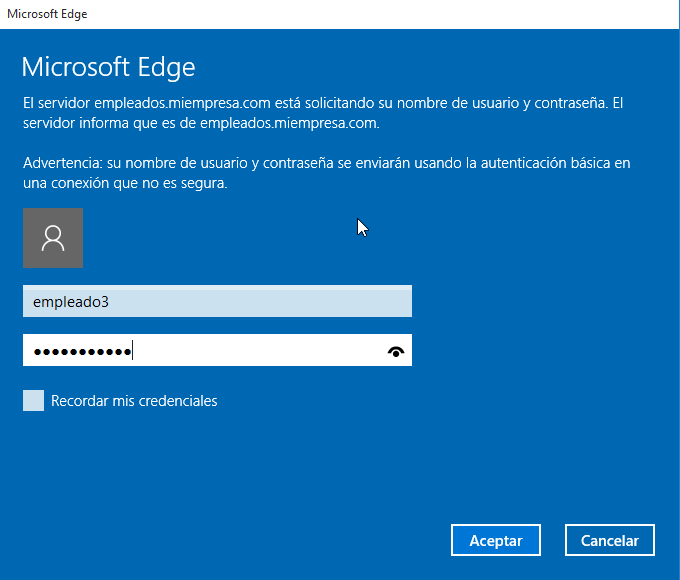 Microsoft Edge
Microsoft Edge
El servidor empleados.miempresa.com está solicitando su nombre de usuario y contraseña. El
servidor informa que es de empleados.miempresa.com.
Advertencia: su nombre de usuario y contraseña se enviarán usando la autenticación básica en
una conexión que no es segura.
empleado3
●●●●●●●●●●●
Recordar mis credenciales
Aceptar
Cancelar